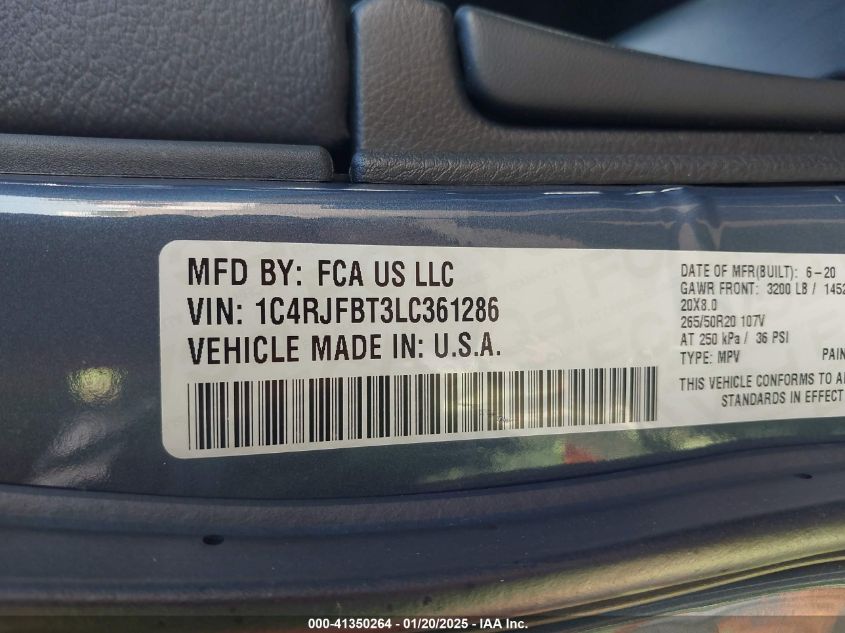 MFD BY: FCA US LLC
VIN: 1C4RJFBT3LC361286
VEHICLE MADE IN: U.S.A.
DATE OF MFR(BUILT): 6-20
GAWR FRONT: 3200 LB / 1452
20X8.0
265/50R20 107V
AT 250 kPa / 36 PSI
TYPE: MPV PAIN
THIS VEHICLE CONFORMS TO
STANDARDS IN EFFECT
000-41350264 - 01/20/2025 - IAA Inc.